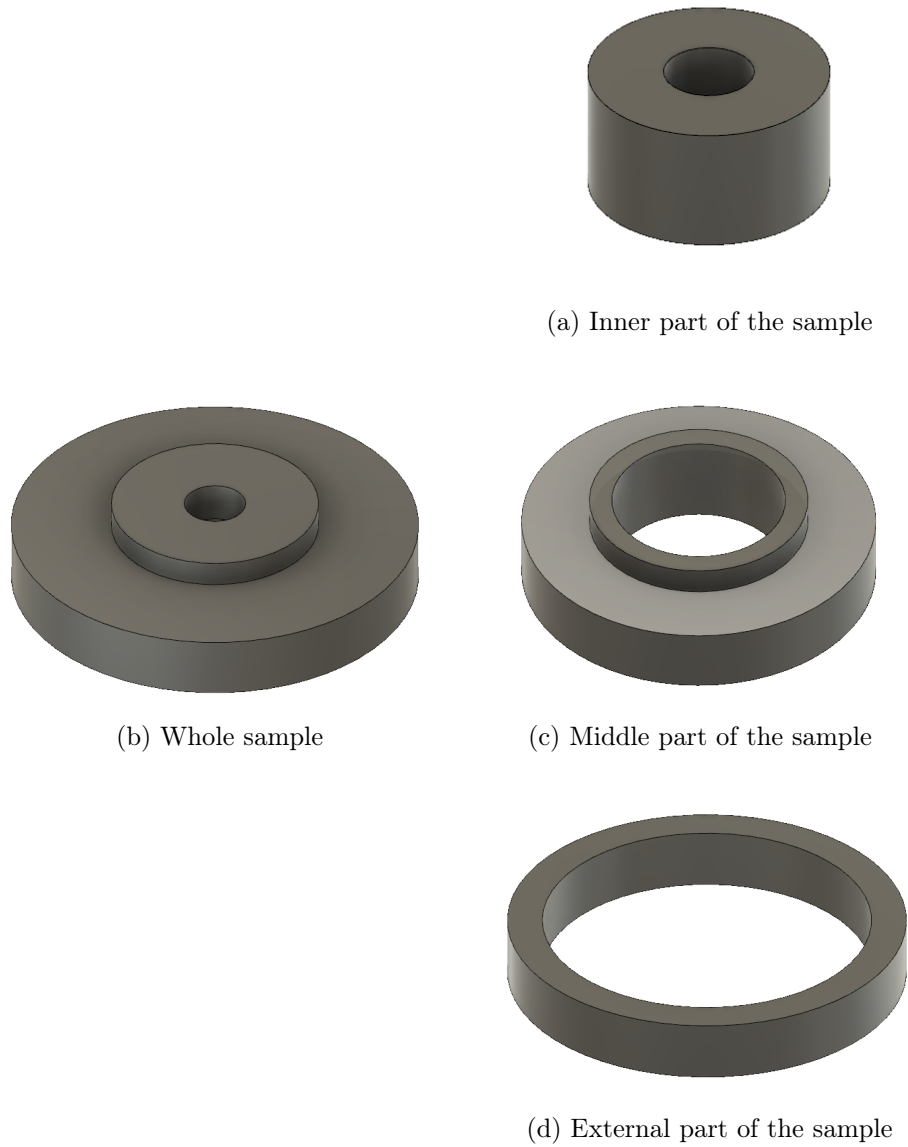 (a) Inner part of the sample
(b) Whole sample
(c) Middle part of the sample
(d) External part of the sample